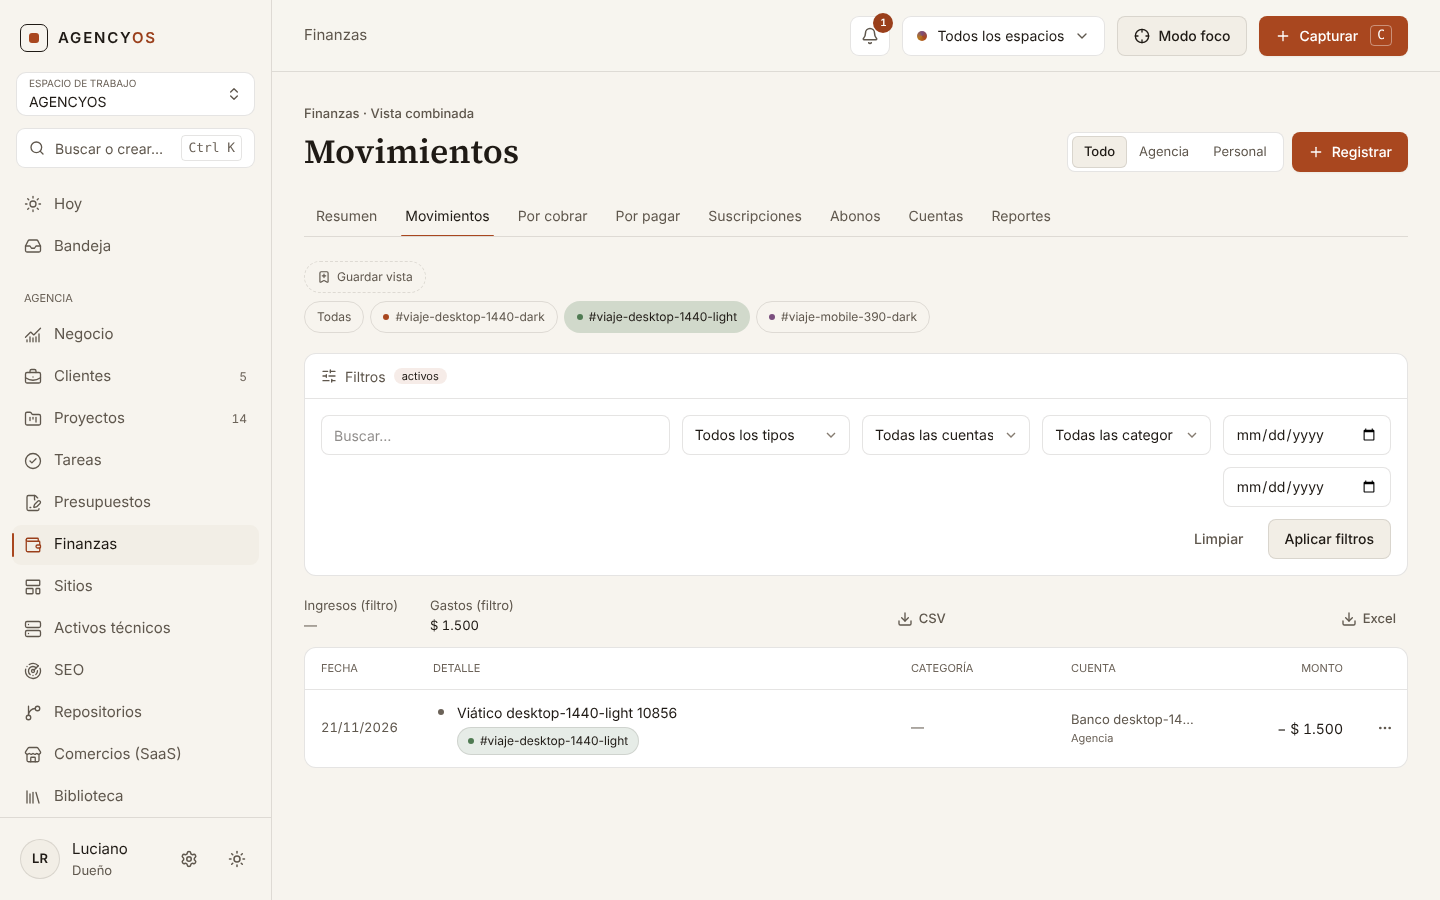 AGENCYOS
ESPACIO DE TRABAJO
AGENCYOS
Buscar o crear... Ctrl K
Hoy
Bandeja
AGENCIA
Negocio
Clientes 5
Proyectos 14
Tareas
Presupuestos
Finanzas
Sitios
Activos técnicos
SEO
Repositorios
Comercios (SaaS)
Biblioteca
LR
Luciano
Dueño
Finanzas
1
Todos los espacios
Modo foco
+ Capturar C
Finanzas · Vista combinada
Movimientos
Todo Agencia Personal
+ Registrar
Resumen Movimientos Por cobrar Por pagar Suscripciones Abonos Cuentas Reportes
Guardar vista
Todas #viaje-desktop-1440-dark #viaje-desktop-1440-light #viaje-mobile-390-dark
Filtros activos
Buscar... Todos los tipos Todas las cuentas Todas las categor mm/dd/yyyy
mm/dd/yyyy
Limpiar Aplicar filtros
Ingresos (filtro) Gastos (filtro)
— $ 1.500
CSV Excel
FECHA DETALLE CATEGORÍA CUENTA MONTO
21/11/2026 Viático desktop-1440-light 10856 — Banco desktop-14... − $ 1.500 ···
#viaje-desktop-1440-light Agencia